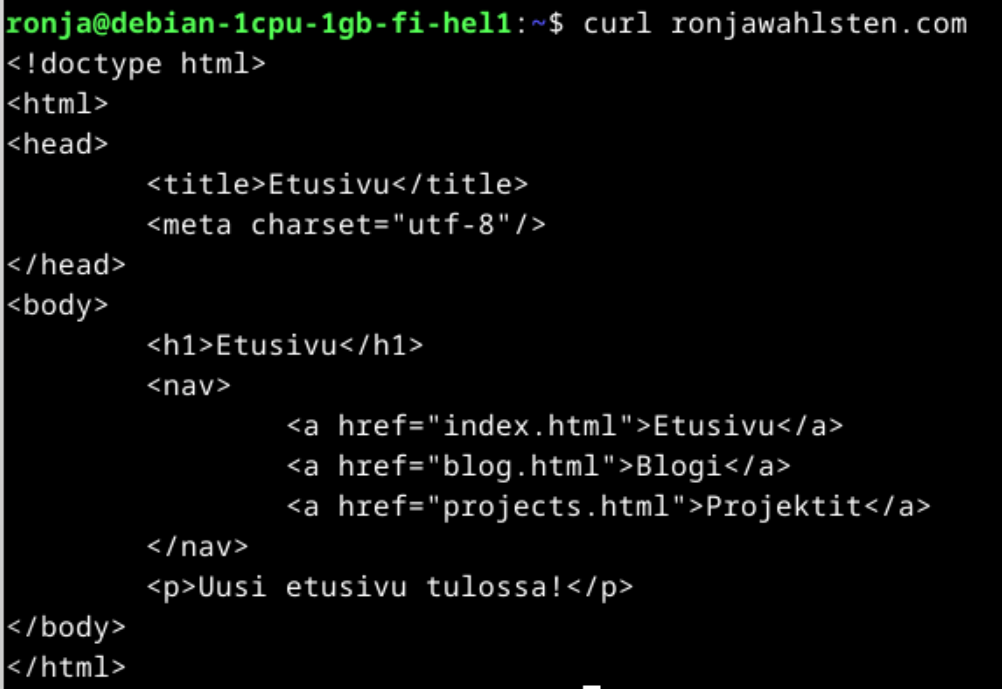 ronja@debian-1cpu-1gb-fi-hel1:~$ curl ronjawahlsten.com
<!doctype html>
<html>
<head>
        <title>Etusivu</title>
        <meta charset="utf-8"/>
</head>
<body>
        <h1>Etusivu</h1>
        <nav>
                <a href="index.html">Etusivu</a>
                <a href="blog.html">Blogi</a>
                <a href="projects.html">Projektit</a>
        </nav>
        <p>Uusi etusivu tulossa!</p>
</body>
</html>